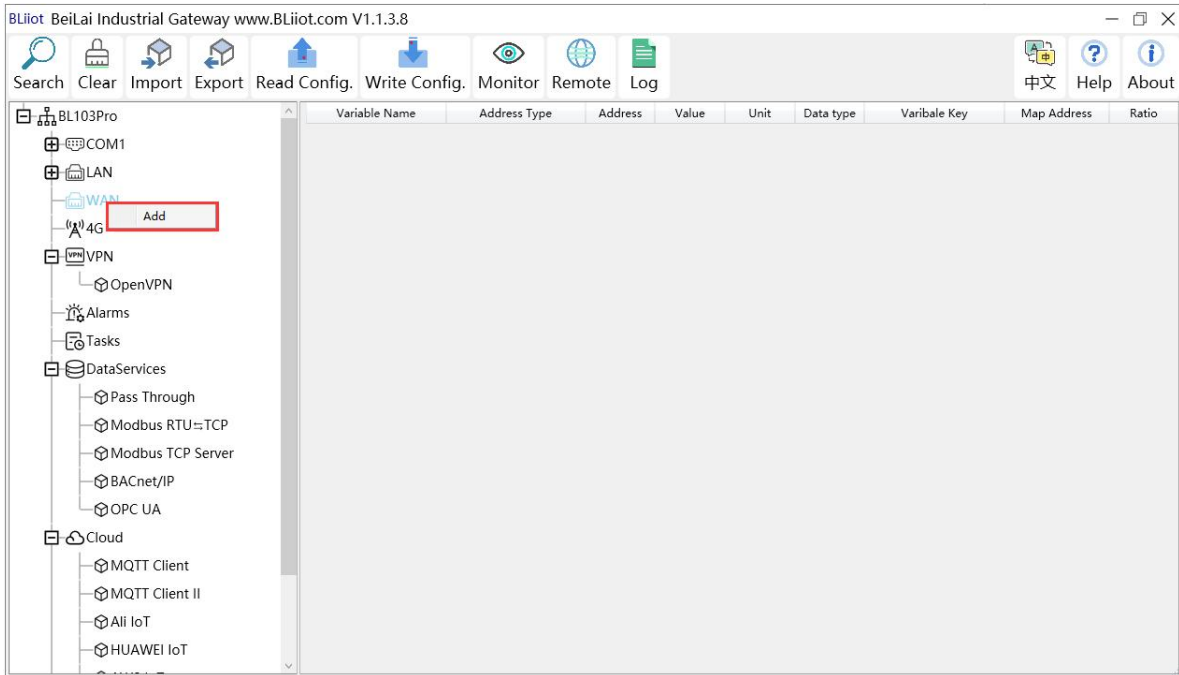 BLiiot BeiLai Industrial Gateway www.BLiiot.com V1.1.3.8
Search Clear Import Export Read Config. Write Config. Monitor Remote Log 中文 Help About
BL103Pro
Variable Name Address Type Address Value Unit Data type Varibale Key Map Address Ratio
COM1
LAN
WAN
Add
4G
VPN VPN
OpenVPN
Alarms
Tasks
DataServices
Pass Through
Modbus RTU⇆TCP
Modbus TCP Server
BACnet/IP
OPC UA
Cloud
MQTT Client
MQTT Client II
Ali IoT
HUAWEI IoT